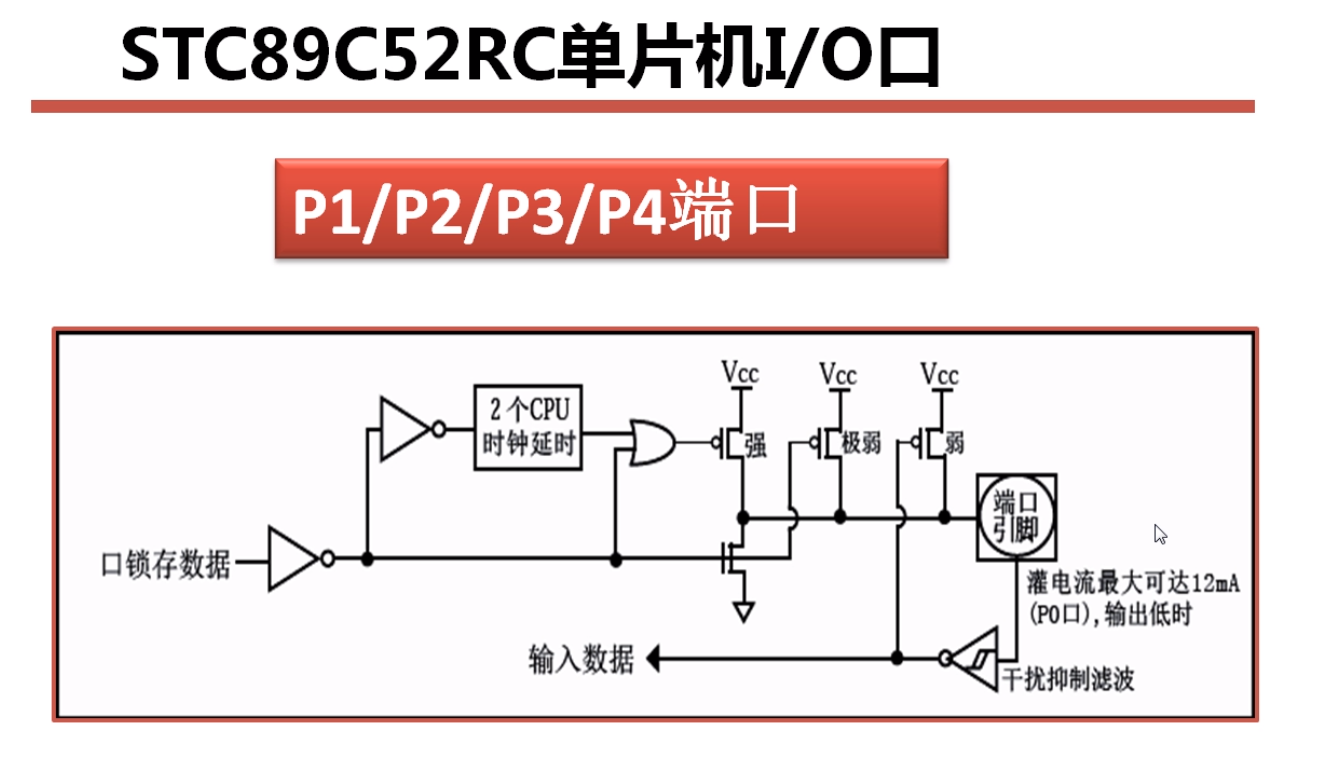 STC89C52RC单片机I/O口
P1/P2/P3/P4端口
Vcc
Vcc
Vcc
2个CPU
时钟延时
强
极弱
弱
端口
引脚
口锁存数据
灌电流最大可达12mA
(P0口),输出低时
输入数据
干扰抑制滤波